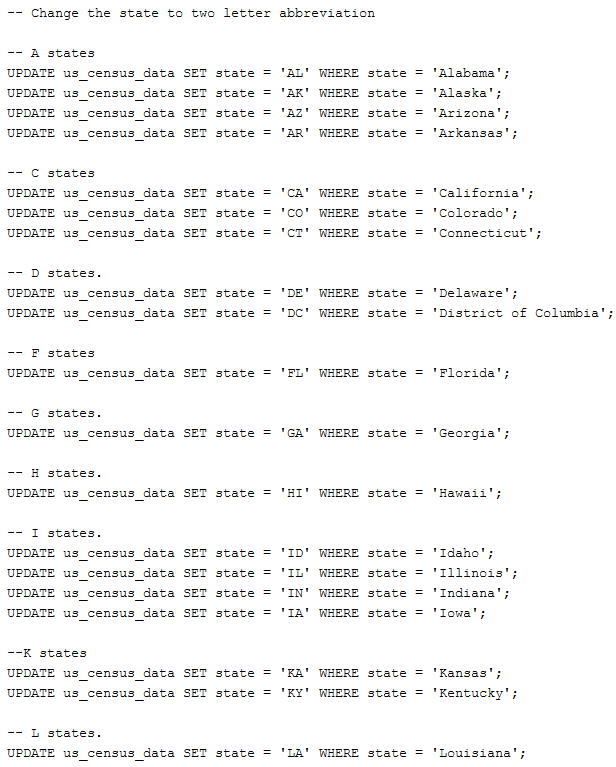 -- Change the state to two letter abbreviation
-- A states
UPDATE us_census_data SET state = 'AL' WHERE state = 'Alabama';
UPDATE us_census_data SET state = 'AK' WHERE state = 'Alaska';
UPDATE us_census_data SET state = 'AZ' WHERE state = 'Arizona';
UPDATE us_census_data SET state = 'AR' WHERE state = 'Arkansas';
-- C states
UPDATE us_census_data SET state = 'CA' WHERE state = 'California';
UPDATE us_census_data SET state = 'CO' WHERE state = 'Colorado';
UPDATE us_census_data SET state = 'CT' WHERE state = 'Connecticut';
-- D states.
UPDATE us_census_data SET state = 'DE' WHERE state = 'Delaware';
UPDATE us_census_data SET state = 'DC' WHERE state = 'District of Columbia';
-- F states
UPDATE us_census_data SET state = 'FL' WHERE state = 'Florida';
-- G states.
UPDATE us_census_data SET state = 'GA' WHERE state = 'Georgia';
-- H states.
UPDATE us_census_data SET state = 'HI' WHERE state = 'Hawaii';
-- I states.
UPDATE us_census_data SET state = 'ID' WHERE state = 'Idaho';
UPDATE us_census_data SET state = 'IL' WHERE state = 'Illinois';
UPDATE us_census_data SET state = 'IN' WHERE state = 'Indiana';
UPDATE us_census_data SET state = 'IA' WHERE state = 'Iowa';
--K states
UPDATE us_census_data SET state = 'KA' WHERE state = 'Kansas';
UPDATE us_census_data SET state = 'KY' WHERE state = 'Kentucky';
-- L states.
UPDATE us_census_data SET state = 'LA' WHERE state = 'Louisiana';